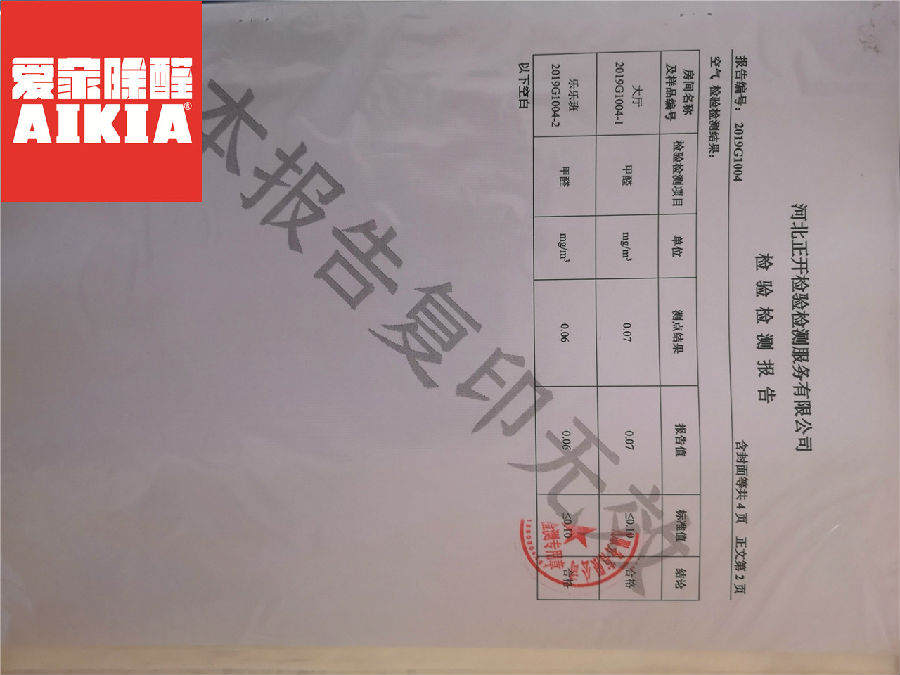 爱家除醛
AIKIA®
河北正开检验检测服务有限公司
检验检测报告
报告编号：2019G1004 含封面等共 4 页 正文第 2 页
空气 检验检测结果：
房间名称及样品编号 检验检测项目 单位 测点结果 报告值 标准值 结论
大厅 2019G1004-1 甲醛 mg/m³ 0.07 0.07 ≤0.10 合格
乐乐班 2019G1004-2 甲醛 mg/m³ 0.06 0.06 ≤0.10 合格
以下空白
本报告复印无效
检测专用章